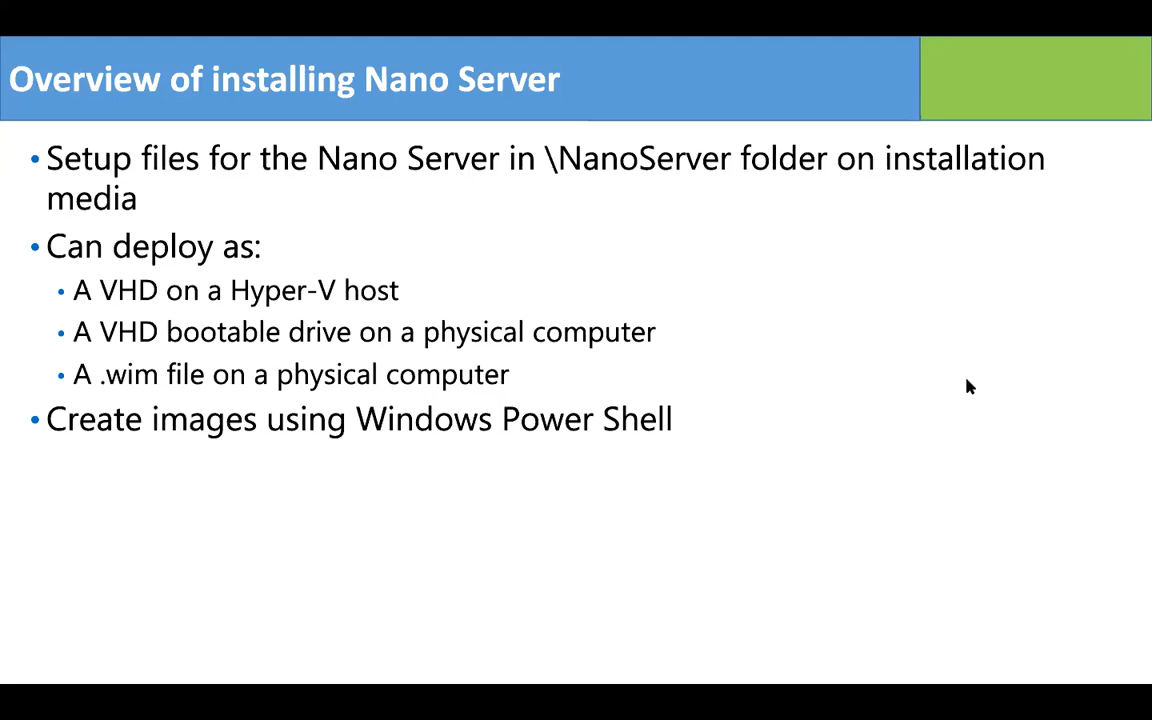 Overview of installing Nano Server
• Setup files for the Nano Server in \NanoServer folder on installation
media
• Can deploy as:
• A VHD on a Hyper-V host
• A VHD bootable drive on a physical computer
• A .wim file on a physical computer
• Create images using Windows Power Shell